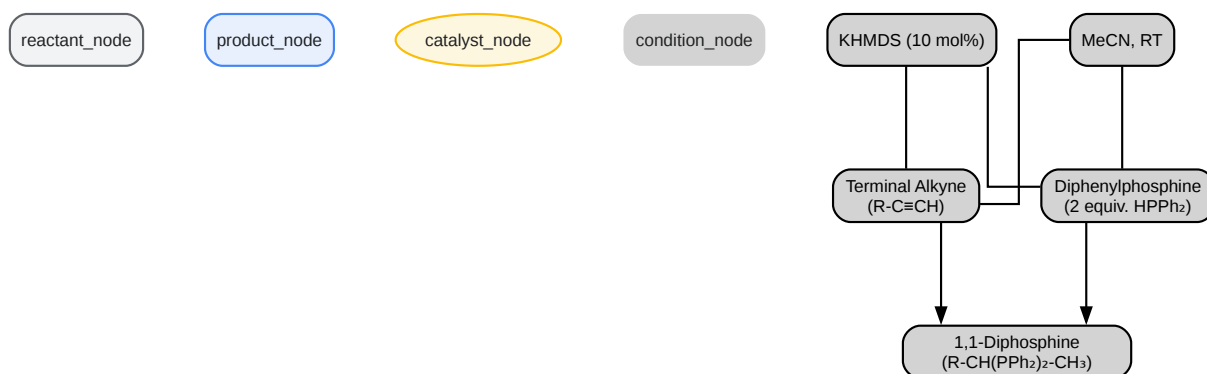 reactant_node
product_node
catalyst_node
condition_node
KHMDS (10 mol%)
MeCN, RT
Terminal Alkyne
(R-C≡CH)
Diphenylphosphine
(2 equiv. HPPh₂)
1,1-Diphosphine
(R-CH(PPh₂)₂-CH₃)